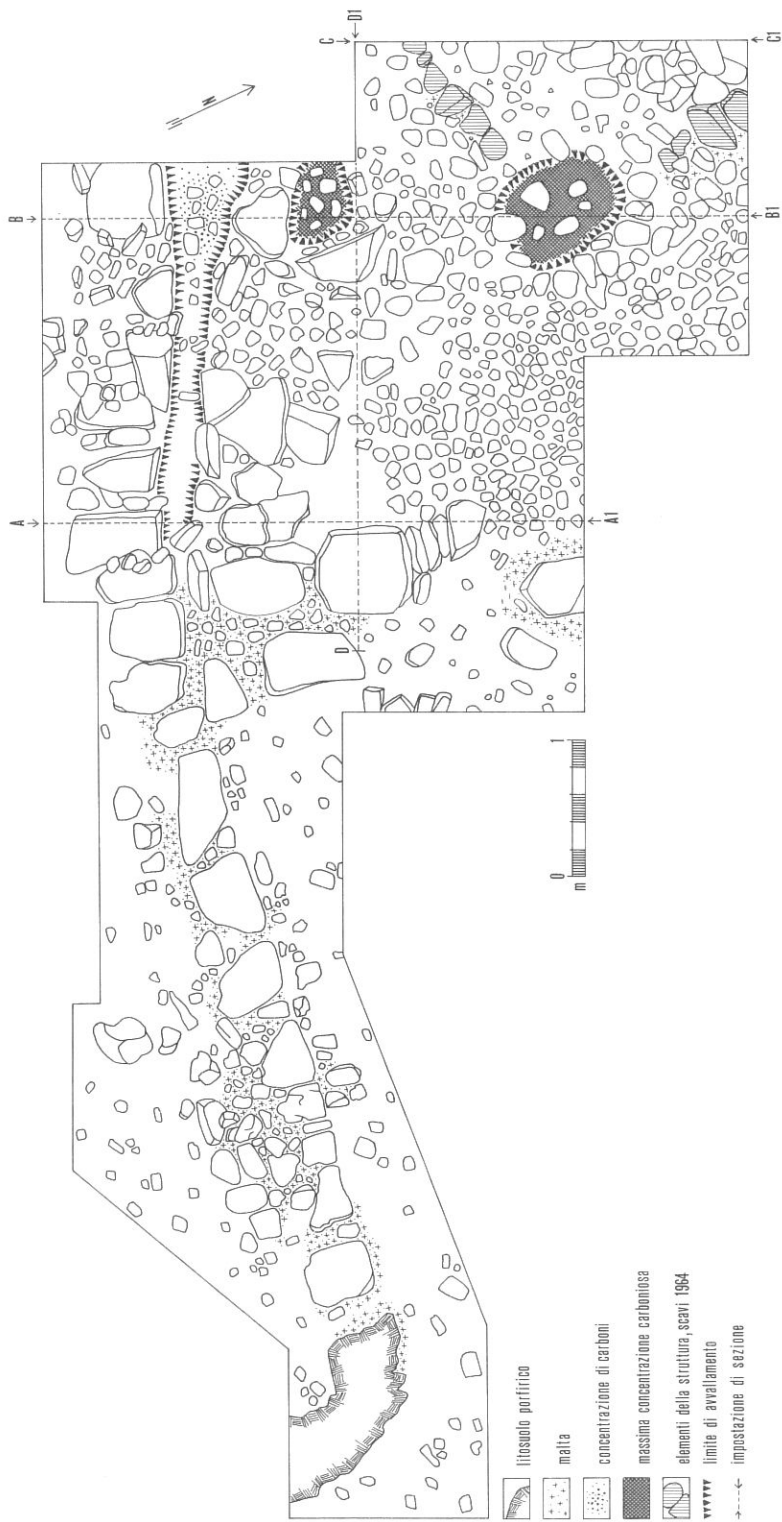 D1
C
C1
N
B
B1
A
A1
D
0
1
m
litosuolo porfirico
malta
concentrazione di carboni
massima concentrazione carboniosa
elementi della struttura, scavi 1964
limite di avvallamento
impostazione di sezione